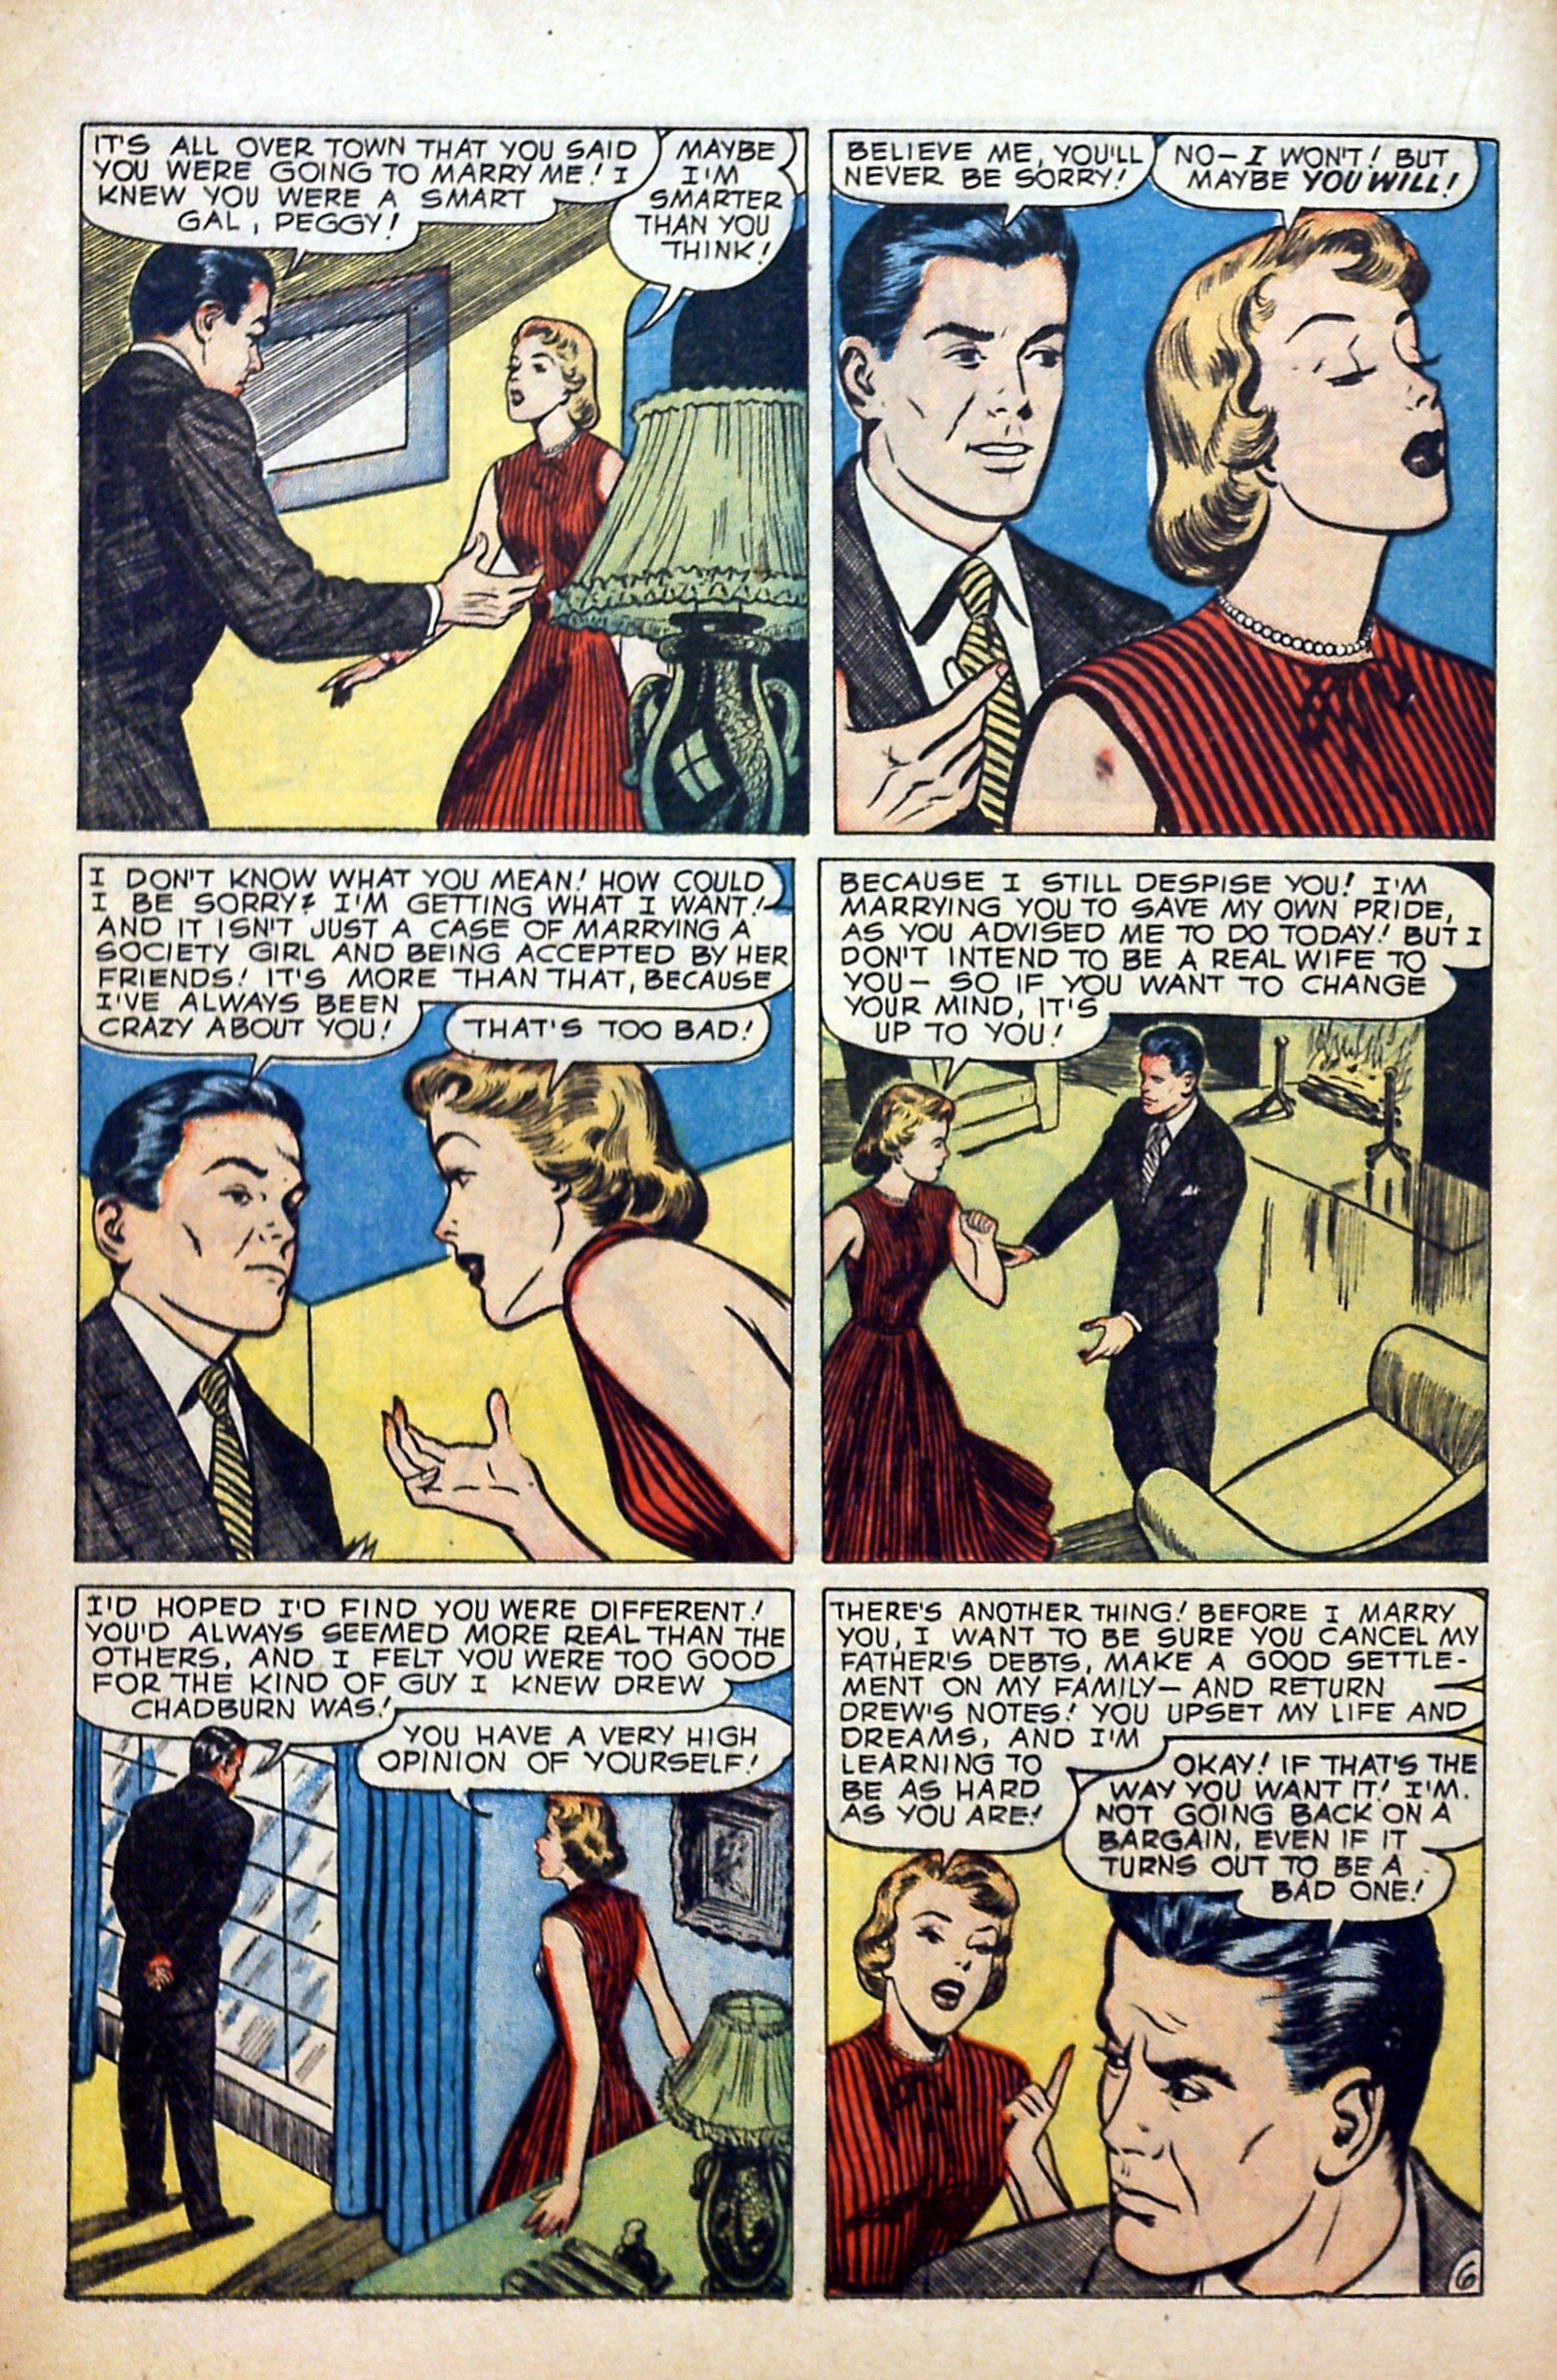 IT'S ALL OVER TOWN THAT YOU SAID
YOU WERE GOING TO MARRY ME! I
KNEW YOU WERE A SMART
GAL, PEGGY!
MAYBE
I'M
SMARTER
THAN YOU
THINK!
BELIEVE ME, YOU'LL
NEVER BE SORRY!
NO— I WON'T! BUT
MAYBE YOU WILL!
I DON'T KNOW WHAT YOU MEAN! HOW COULD
I BE SORRY? I'M GETTING WHAT I WANT!
AND IT ISN'T JUST A CASE OF MARRYING A
SOCIETY GIRL AND BEING ACCEPTED BY HER
FRIENDS! IT'S MORE THAN THAT, BECAUSE
I'VE ALWAYS BEEN
CRAZY ABOUT YOU!
THAT'S TOO BAD!
BECAUSE I STILL DESPISE YOU! I'M
MARRYING YOU TO SAVE MY OWN PRIDE,
AS YOU ADVISED ME TO DO TODAY! BUT I
DON'T INTEND TO BE A REAL WIFE TO
YOU— SO IF YOU WANT TO CHANGE
YOUR MIND, IT'S
UP TO YOU!
I'D HOPED I'D FIND YOU WERE DIFFERENT!
YOU'D ALWAYS SEEMED MORE REAL THAN THE
OTHERS, AND I FELT YOU WERE TOO GOOD
FOR THE KIND OF GUY I KNEW DREW
CHADBURN WAS!
YOU HAVE A VERY HIGH
OPINION OF YOURSELF!
THERE'S ANOTHER THING! BEFORE I MARRY
YOU, I WANT TO BE SURE YOU CANCEL MY
FATHER'S DEBTS, MAKE A GOOD SETTLE-
MENT ON MY FAMILY— AND RETURN
DREW'S NOTES! YOU UPSET MY LIFE AND
DREAMS, AND I'M
LEARNING TO
BE AS HARD
AS YOU ARE!
OKAY! IF THAT'S THE
WAY YOU WANT IT! I'M
NOT GOING BACK ON A
BARGAIN, EVEN IF IT
TURNS OUT TO BE A
BAD ONE!
6